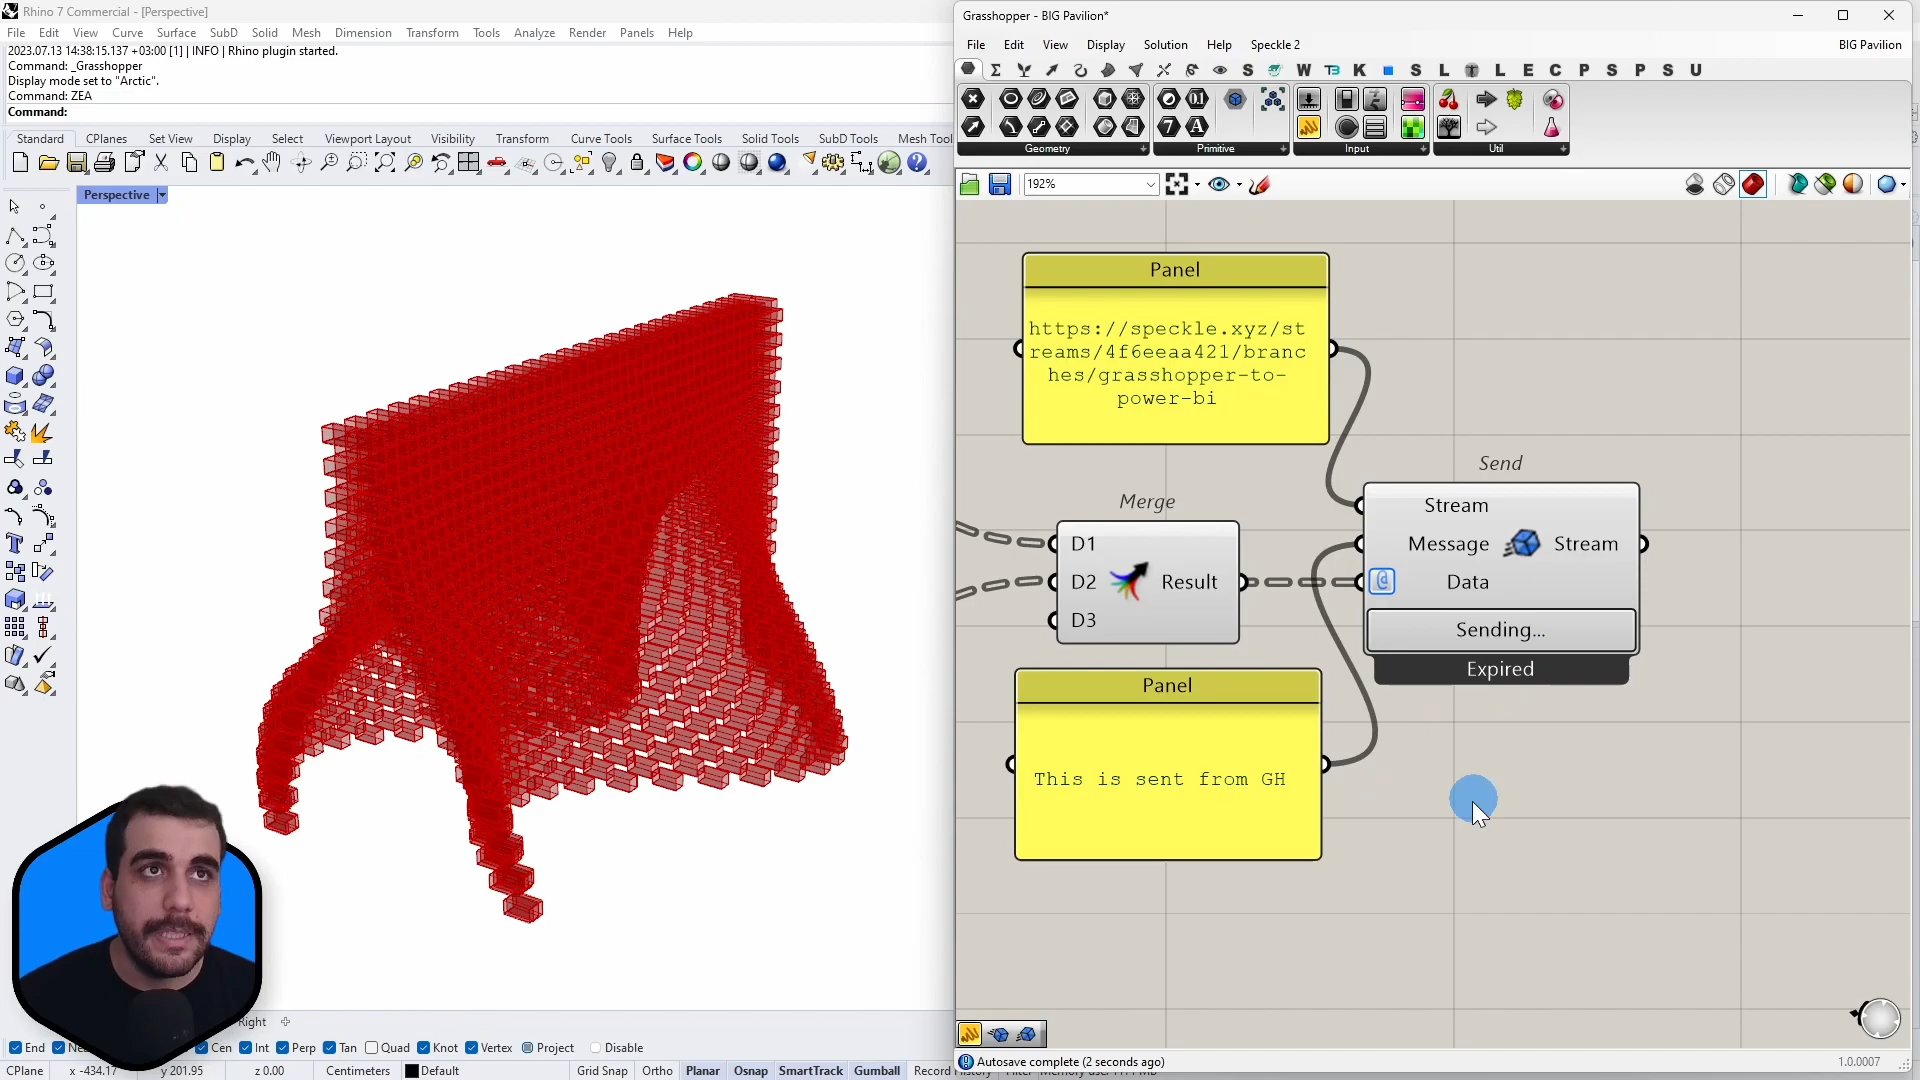 Rhino 7 Commercial - [Perspective]
File Edit View Curve Surface SubD Solid Mesh Dimension Transform Tools Analyze Render Panels Help
2023.07.13 14:38:15.137 +03:00 [1] | INFO | Rhino plugin started.
Command: _Grasshopper
Display mode set to "Arctic".
Command: ZEA
Command:
Standard CPlanes Set View Display Select Viewport Layout Visibility Transform Curve Tools Surface Tools Solid Tools SubD Tools Mesh Tool
Perspective
Right
End Cen Int Perp Tan Quad Knot Vertex Project Disable
CPlane x -434.17 y 201.95 z 0.00 Centimeters Default Grid Snap Ortho Planar Osnap SmartTrack Gumball Record
Grasshopper - BIG Pavilion*
File Edit View Display Solution Help Speckle 2 BIG Pavilion
S W K S L L E C P S P S U
Geometry Primitive Input Util
192%
Panel
https://speckle.xyz/st
reams/4f6eeaa421/branc
hes/grasshopper-to-
power-bi
Send
Merge
Stream
D1
Message Stream
D2 Result
Data
D3
Sending...
Expired
Panel
This is sent from GH
Autosave complete (2 seconds ago)
1.0.0007